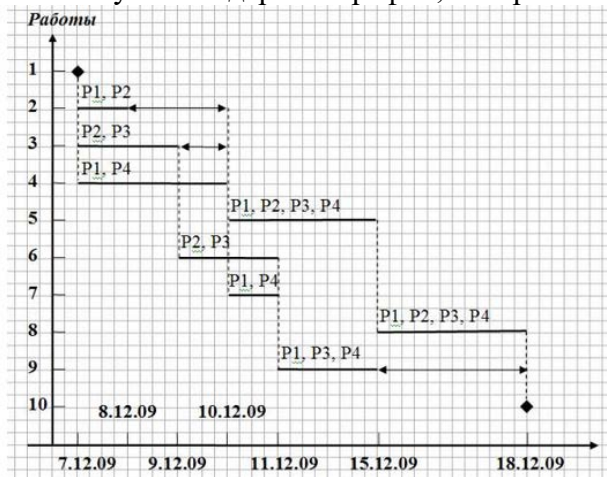 Работы
1
P1, P2
2
P2, P3
3
P1, P4
4
P1, P2, P3, P4
5
P2, P3
6
P1, P4
7
P1, P2, P3, P4
8
P1, P3, P4
9
10
8.12.09 10.12.09
7.12.09 9.12.09 11.12.09 15.12.09 18.12.09